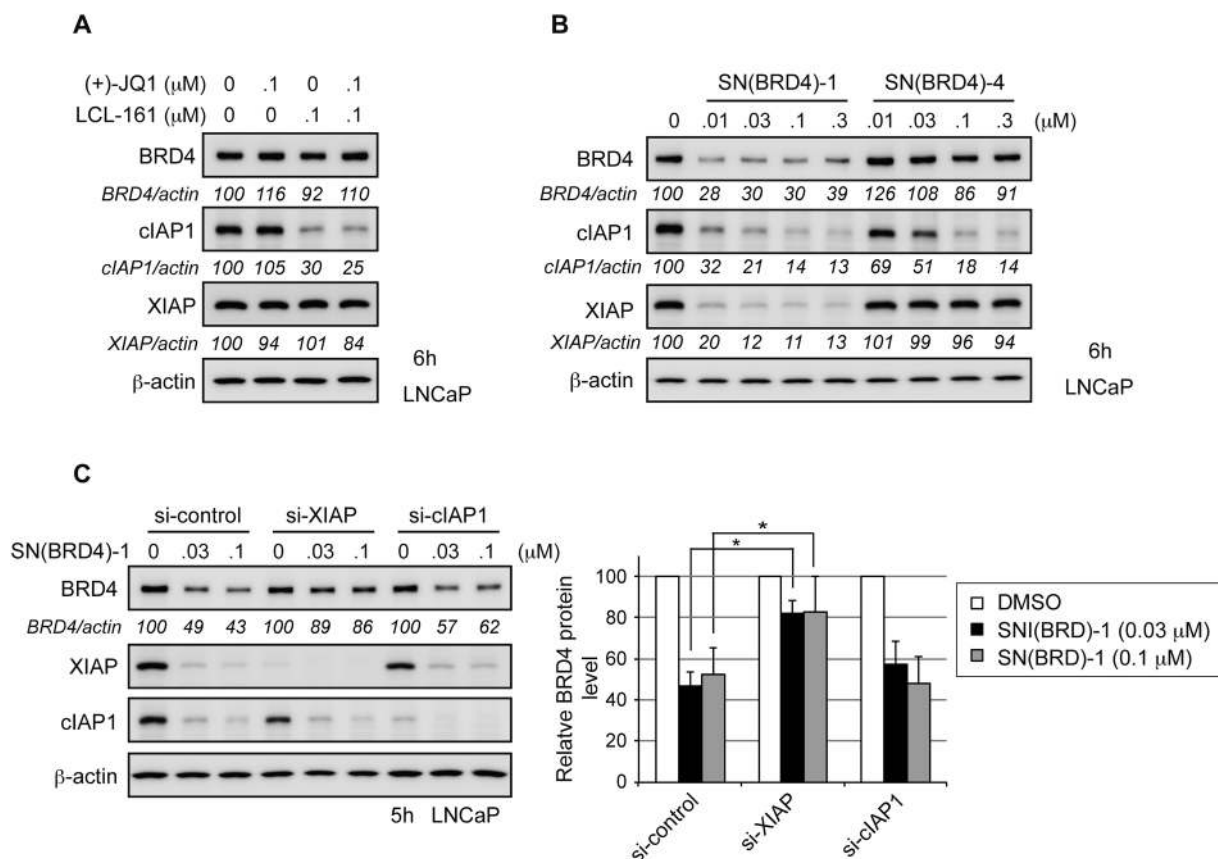 A
(+)-JQ1 (μM) 0 .1 0 .1
LCL-161 (μM) 0 0 .1 .1
BRD4
BRD4/actin 100 116 92 110
cIAP1
cIAP1/actin 100 105 30 25
XIAP
XIAP/actin 100 94 101 84
β-actin
6h
LNCaP
B
SN(BRD4)-1 SN(BRD4)-4
0 .01 .03 .1 .3 .01 .03 .1 .3 (μM)
BRD4
BRD4/actin 100 28 30 30 39 126 108 86 91
cIAP1
cIAP1/actin 100 32 21 14 13 69 51 18 14
XIAP
XIAP/actin 100 20 12 11 13 101 99 96 94
β-actin
6h
LNCaP
C
si-control si-XIAP si-cIAP1
SN(BRD4)-1 0 .03 .1 0 .03 .1 0 .03 .1 (μM)
BRD4
BRD4/actin 100 49 43 100 89 86 100 57 62
XIAP
cIAP1
β-actin
5h LNCaP
Relatve BRD4 protein
level
100
80
60
40
20
0
*
*
si-control
si-XIAP
si-cIAP1
DMSO
SNI(BRD)-1 (0.03 μM)
SN(BRD)-1 (0.1 μM)